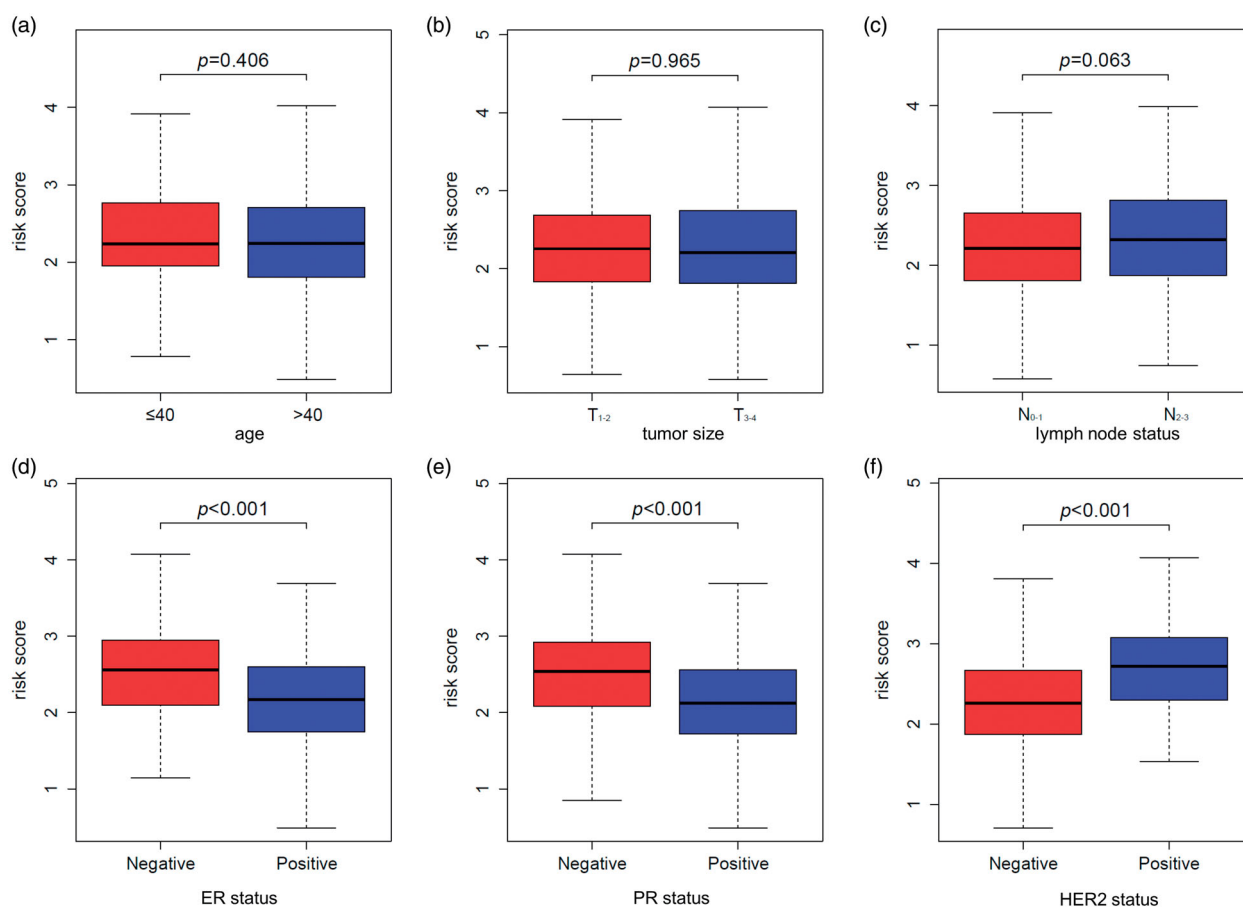 (a)
p=0.406
4
3
2
1
risk score
≤40 >40
age
(b)
5
p=0.965
4
3
2
1
risk score
T1-2 T3-4
tumor size
(c)
p=0.063
4
3
2
1
risk score
N0-1 N2-3
lymph node status
(d)
5
p<0.001
4
3
2
1
risk score
Negative Positive
ER status
(e)
5
p<0.001
4
3
2
1
risk score
Negative Positive
PR status
(f)
5
p<0.001
4
3
2
1
risk score
Negative Positive
HER2 status